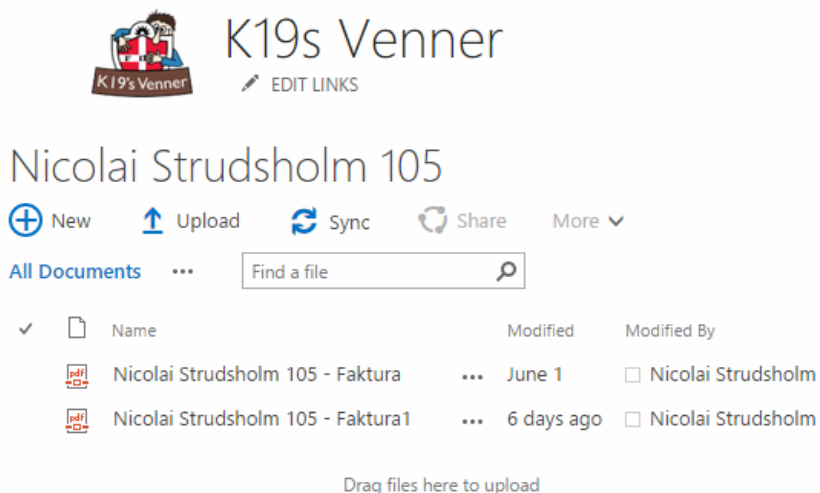 K19s Venner
K19's Venner
EDIT LINKS
Nicolai Strudsholm 105
New Upload Sync Share More
All Documents ... Find a file
Name Modified Modified By
pdf Nicolai Strudsholm 105 - Faktura ... June 1 Nicolai Strudsholm
pdf Nicolai Strudsholm 105 - Faktura1 ... 6 days ago Nicolai Strudsholm
Drag files here to upload